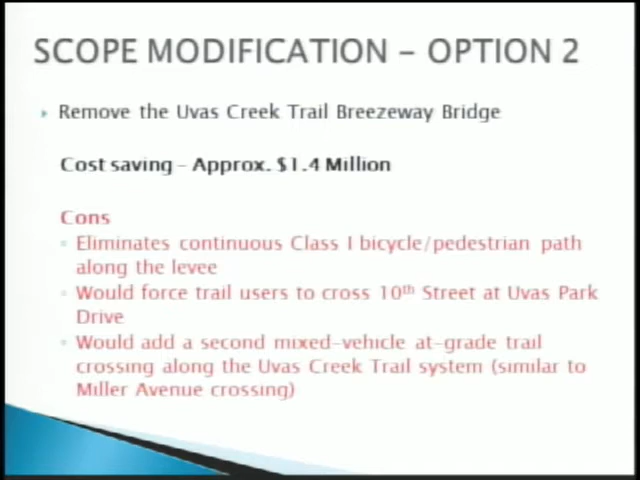 SCOPE MODIFICATION – OPTION 2
Remove the Uvas Creek Trail Breezeway Bridge
Cost saving – Approx. $1.4 Million
Cons
Eliminates continuous Class I bicycle/pedestrian path
along the levee
Would force trail users to cross 10th Street at Uvas Park
Drive
Would add a second mixed-vehicle at-grade trail
crossing along the Uvas Creek Trail system (similar to
Miller Avenue crossing)